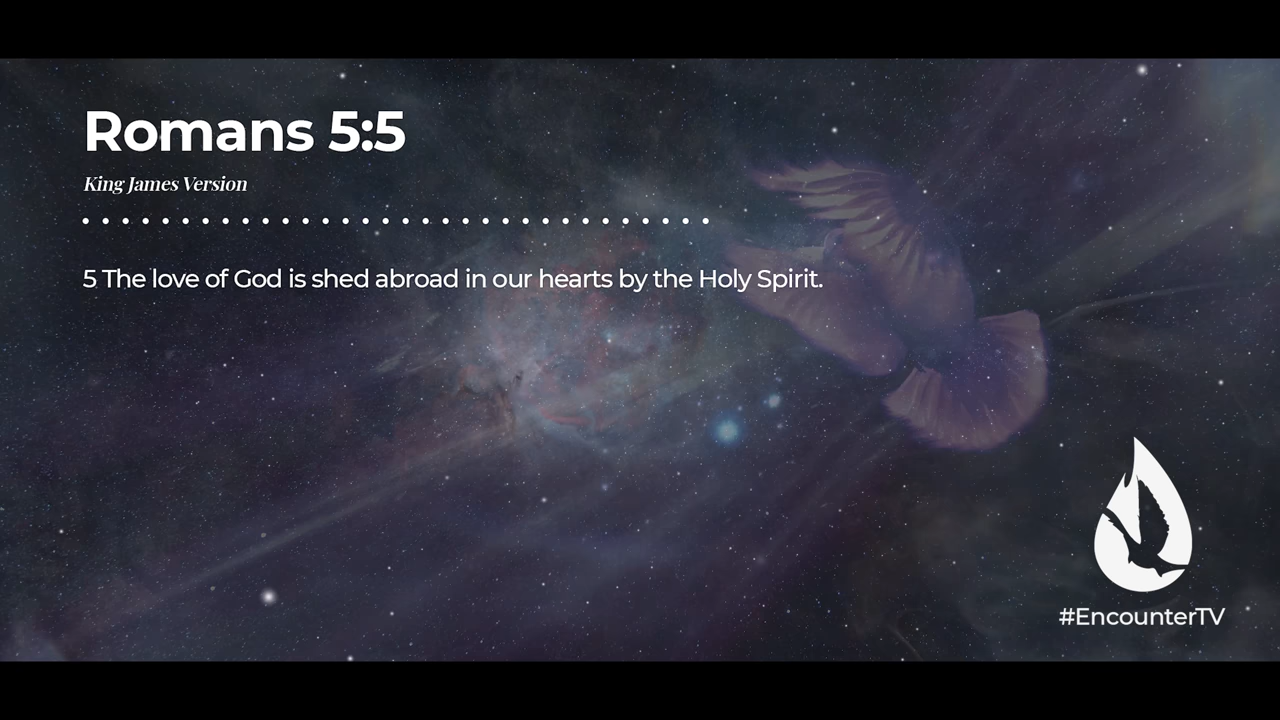 Romans 5:5
King James Version
5 The love of God is shed abroad in our hearts by the Holy Spirit.
#EncounterTV